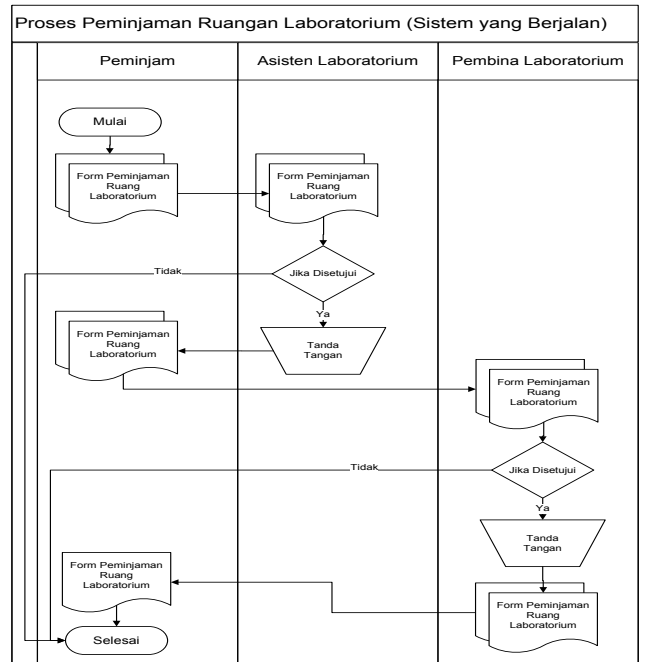 Proses Peminjaman Ruangan Laboratorium (Sistem yang Berjalan)
Peminjam
Asisten Laboratorium
Pembina Laboratorium
Mulai
Form Peminjaman
Ruang
Laboratorium
Form Peminjaman
Ruang
Laboratorium
Tidak
Jika Disetujui
Ya
Form Peminjaman
Ruang
Laboratorium
Tanda
Tangan
Form Peminjaman
Ruang
Laboratorium
Tidak
Jika Disetujui
Ya
Tanda
Tangan
Form Peminjaman
Ruang
Laboratorium
Form Peminjaman
Ruang
Laboratorium
Selesai